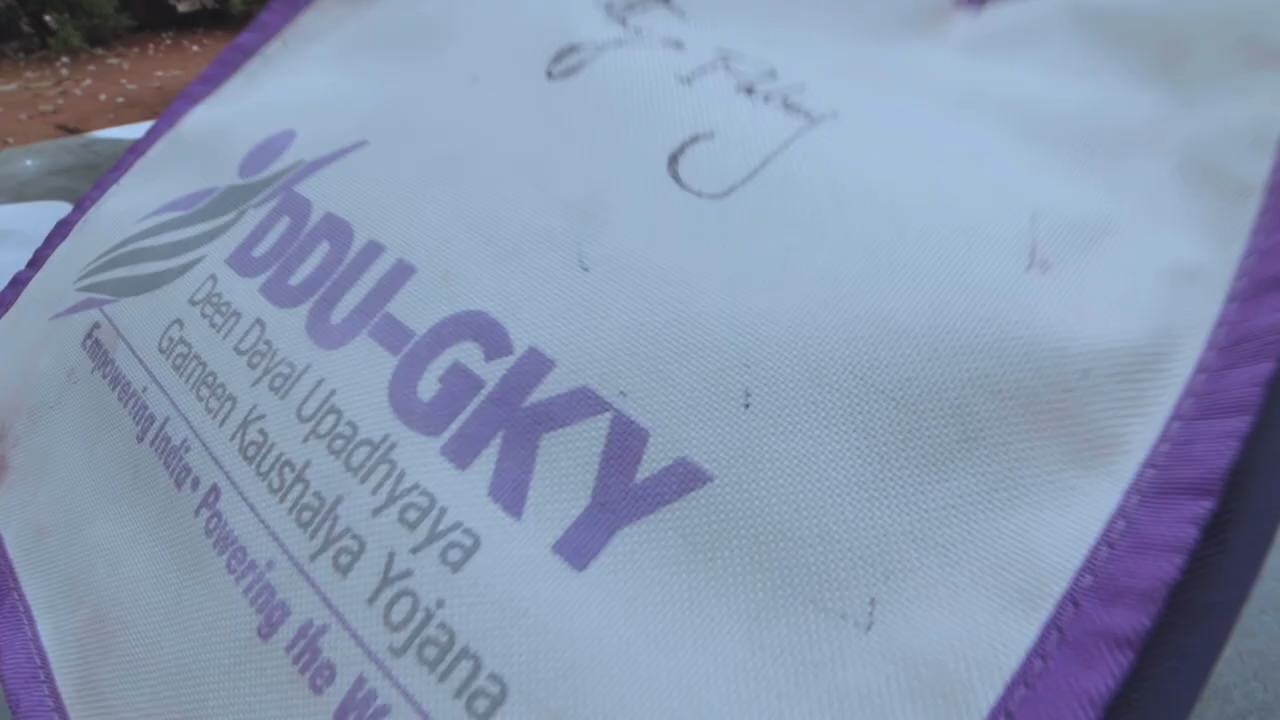 DDU-GKY
Deen Dayal Upadhyaya
Grameen Kaushalya Yojana
Empowering India • Powering the